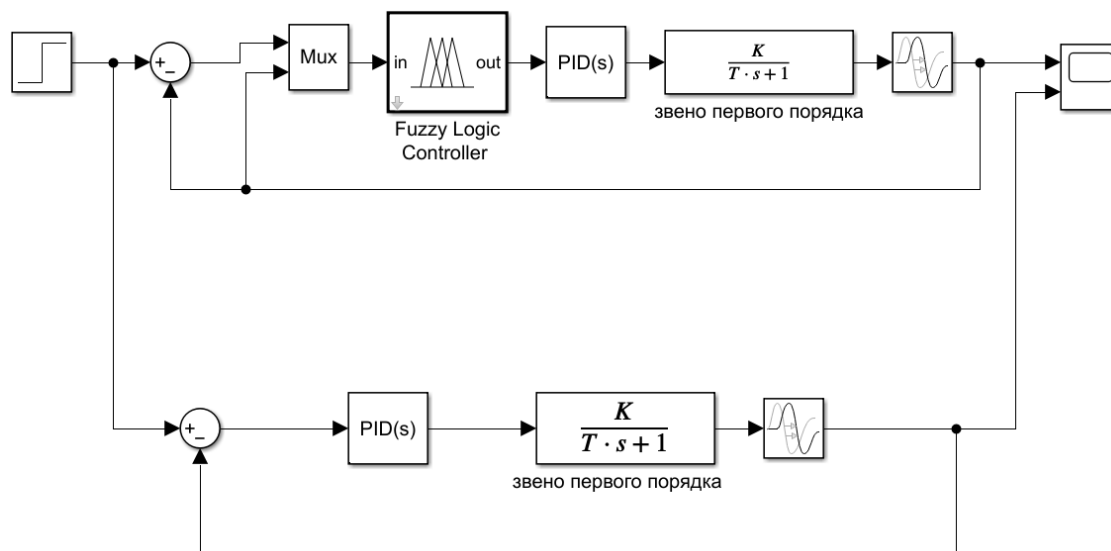 +
−
Mux
in
out
Fuzzy Logic
Controller
PID(s)
K
T · s + 1
звено первого порядка
+
−
PID(s)
K
T · s + 1
звено первого порядка